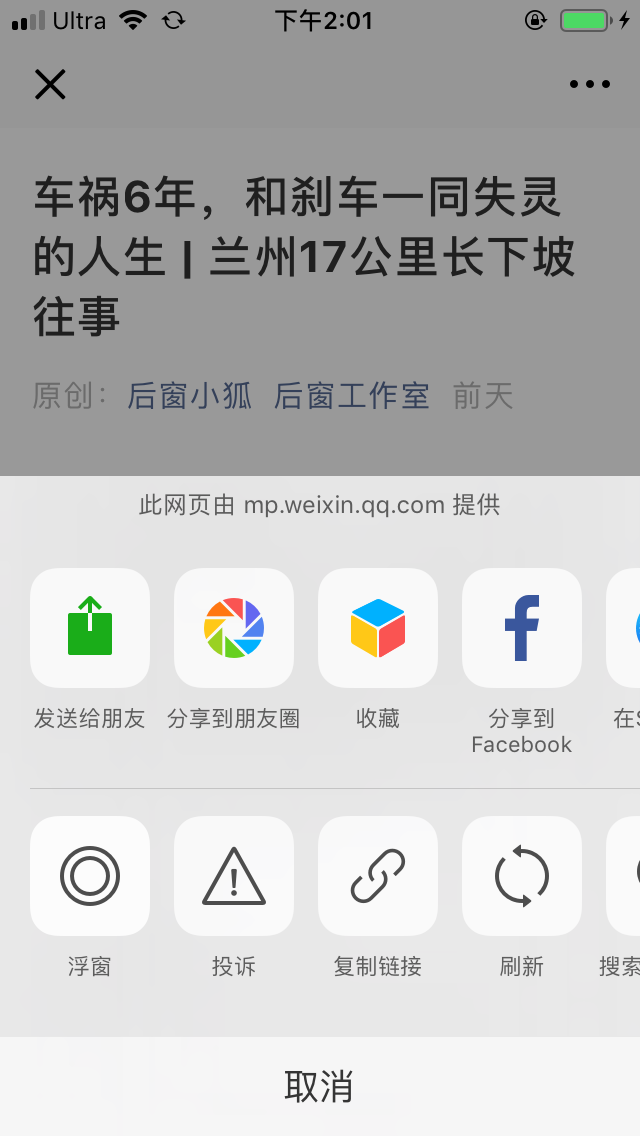 Ultra 下午2:01
车祸6年，和刹车一同失灵
的人生 | 兰州17公里长下坡
往事
原创： 后窗小狐 后窗工作室 前天
此网页由 mp.weixin.qq.com 提供
发送给朋友 分享到朋友圈 收藏 分享到 在S
Facebook
浮窗 投诉 复制链接 刷新 搜索
取消